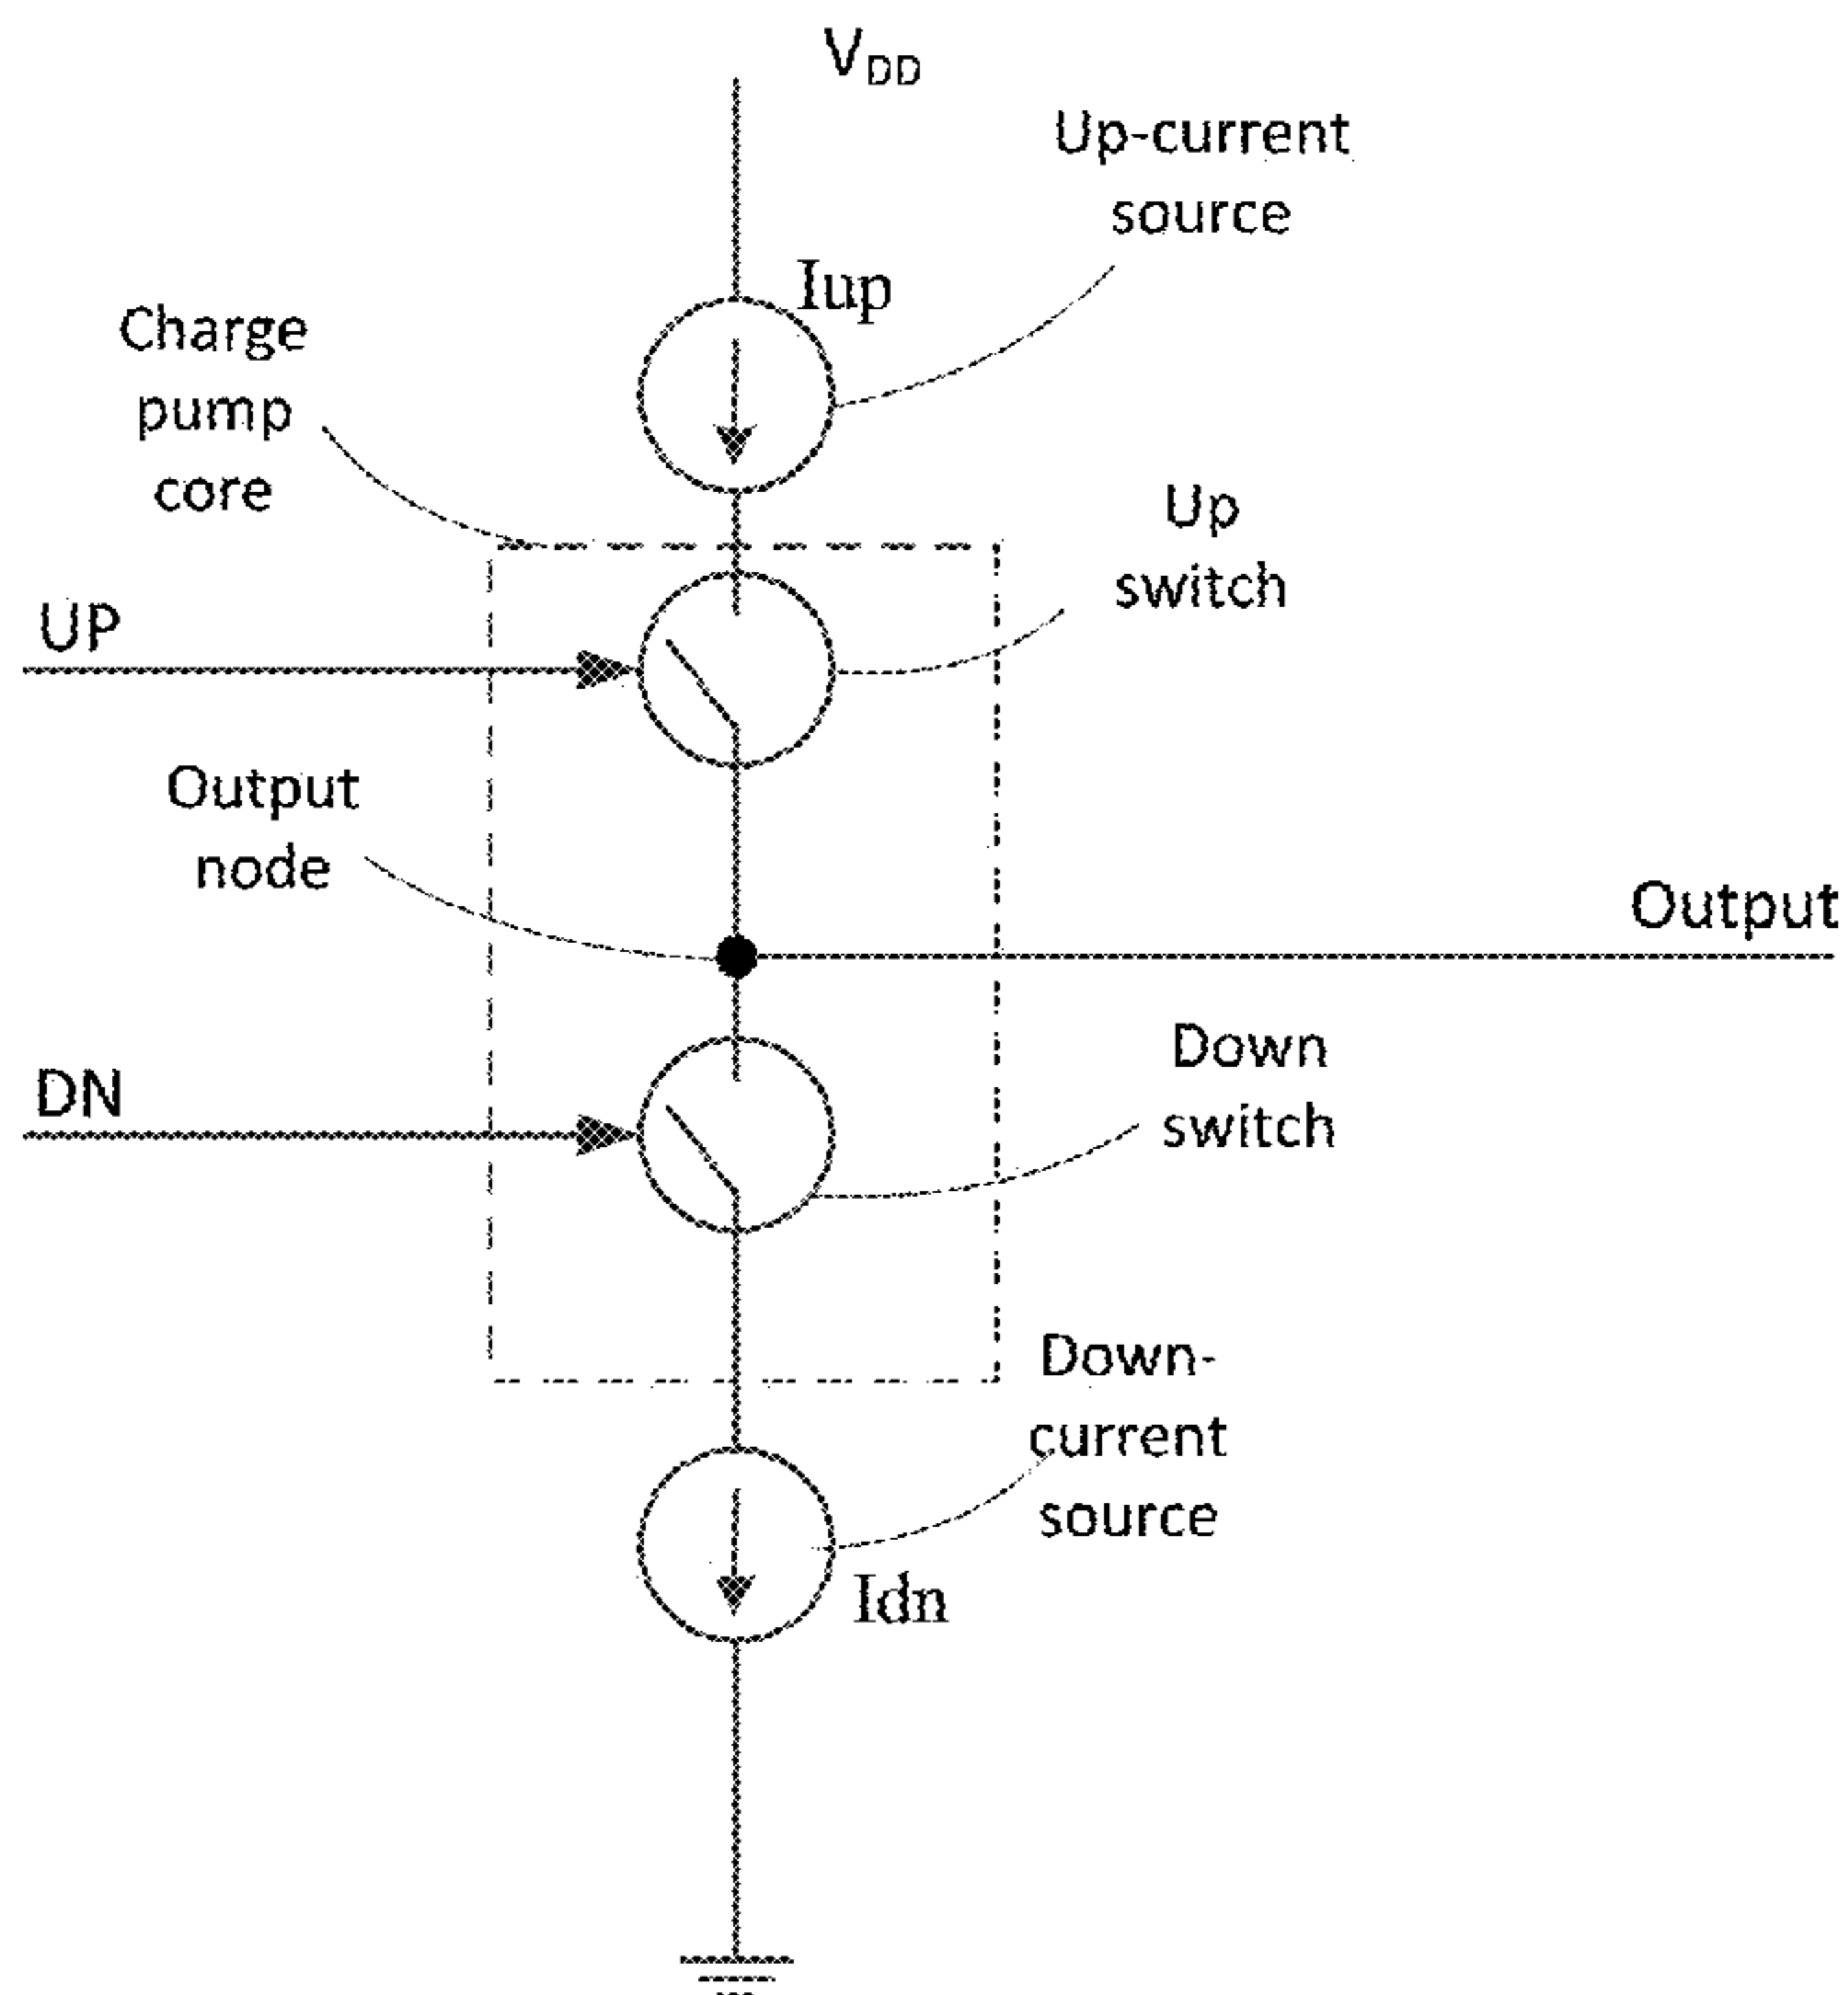 V_DD
Up-current
source
Iup
Charge
pump
core
Up
switch
UP
Output
node
Output
Down
switch
DN
Down-
current
source
Idn